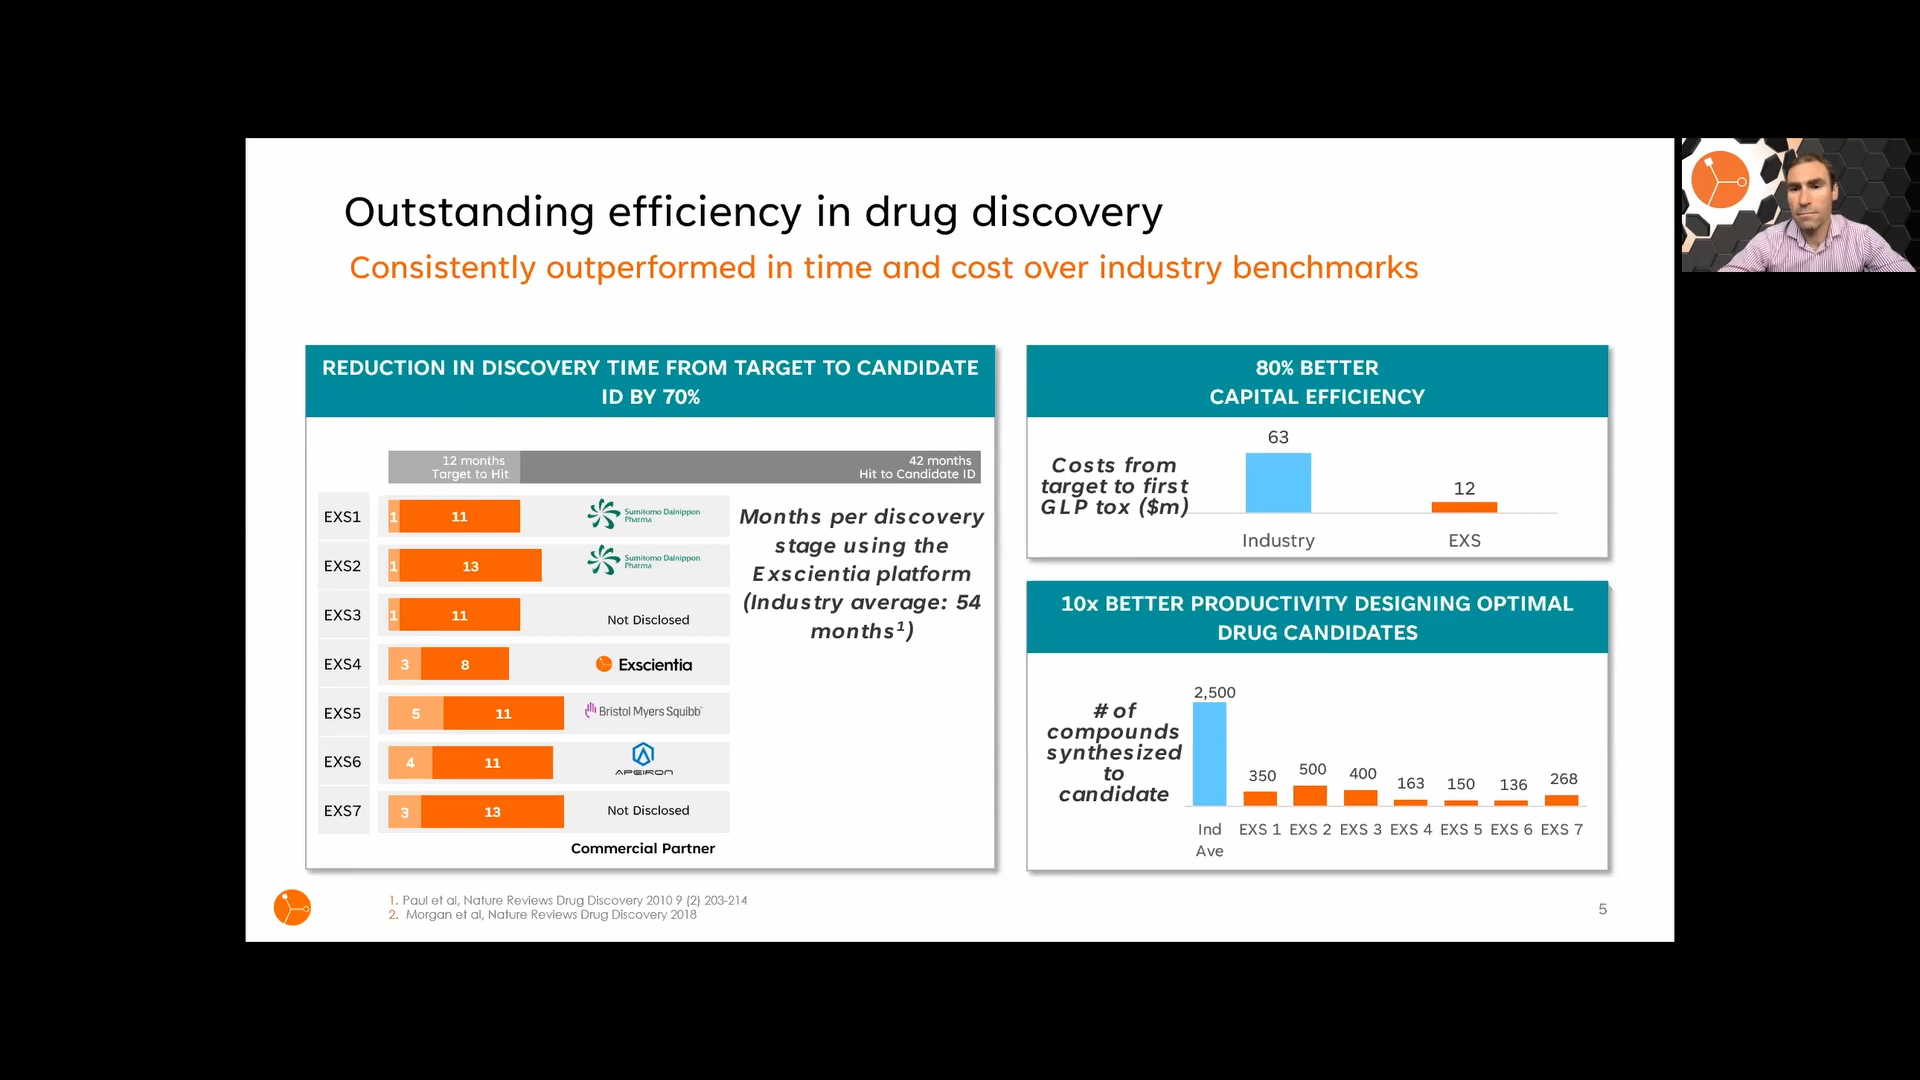 Outstanding efficiency in drug discovery
Consistently outperformed in time and cost over industry benchmarks
REDUCTION IN DISCOVERY TIME FROM TARGET TO CANDIDATE
ID BY 70%
12 months
Target to Hit
42 months
Hit to Candidate ID
EXS1
1
11
Sumitomo Dainippon
Pharma
EXS2
1
13
Sumitomo Dainippon
Pharma
EXS3
1
11
Not Disclosed
EXS4
3
8
Exscientia
EXS5
5
11
Bristol Myers Squibb
EXS6
4
11
APEIRON
EXS7
3
13
Not Disclosed
Commercial Partner
Months per discovery
stage using the
Exscientia platform
(Industry average: 54
months¹)
80% BETTER
CAPITAL EFFICIENCY
Costs from
target to first
GLP tox ($m)
63
12
Industry
EXS
10x BETTER PRODUCTIVITY DESIGNING OPTIMAL
DRUG CANDIDATES
# of
compounds
synthesized
to
candidate
2,500
350
500
400
163
150
136
268
Ind
Ave
EXS 1
EXS 2
EXS 3
EXS 4
EXS 5
EXS 6
EXS 7
1. Paul et al, Nature Reviews Drug Discovery 2010 9 (2) 203-214
2. Morgan et al, Nature Reviews Drug Discovery 2018
5